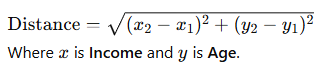 Distance = √(x₂ − x₁)² + (y₂ − y₁)²
Where x is Income and y is Age.